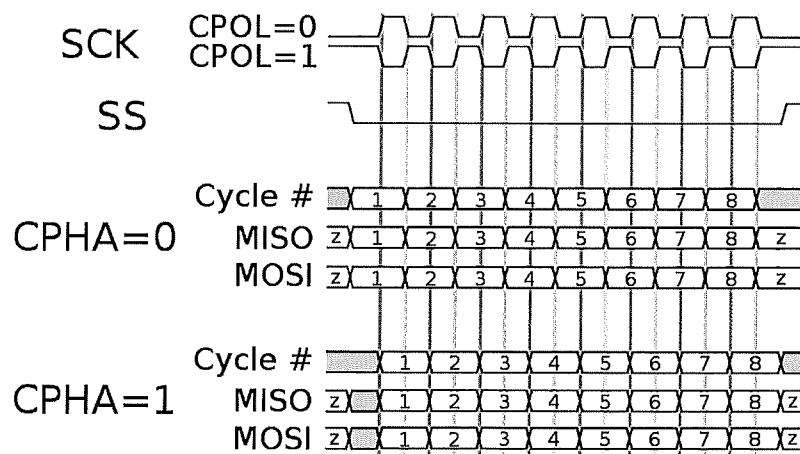 SCK CPOL=0
CPOL=1
SS
Cycle # 1 2 3 4 5 6 7 8
CPHA=0 MISO z 1 2 3 4 5 6 7 8 z
MOSI z 1 2 3 4 5 6 7 8 z
Cycle # 1 2 3 4 5 6 7 8
CPHA=1 MISO z 1 2 3 4 5 6 7 8 z
MOSI z 1 2 3 4 5 6 7 8 z